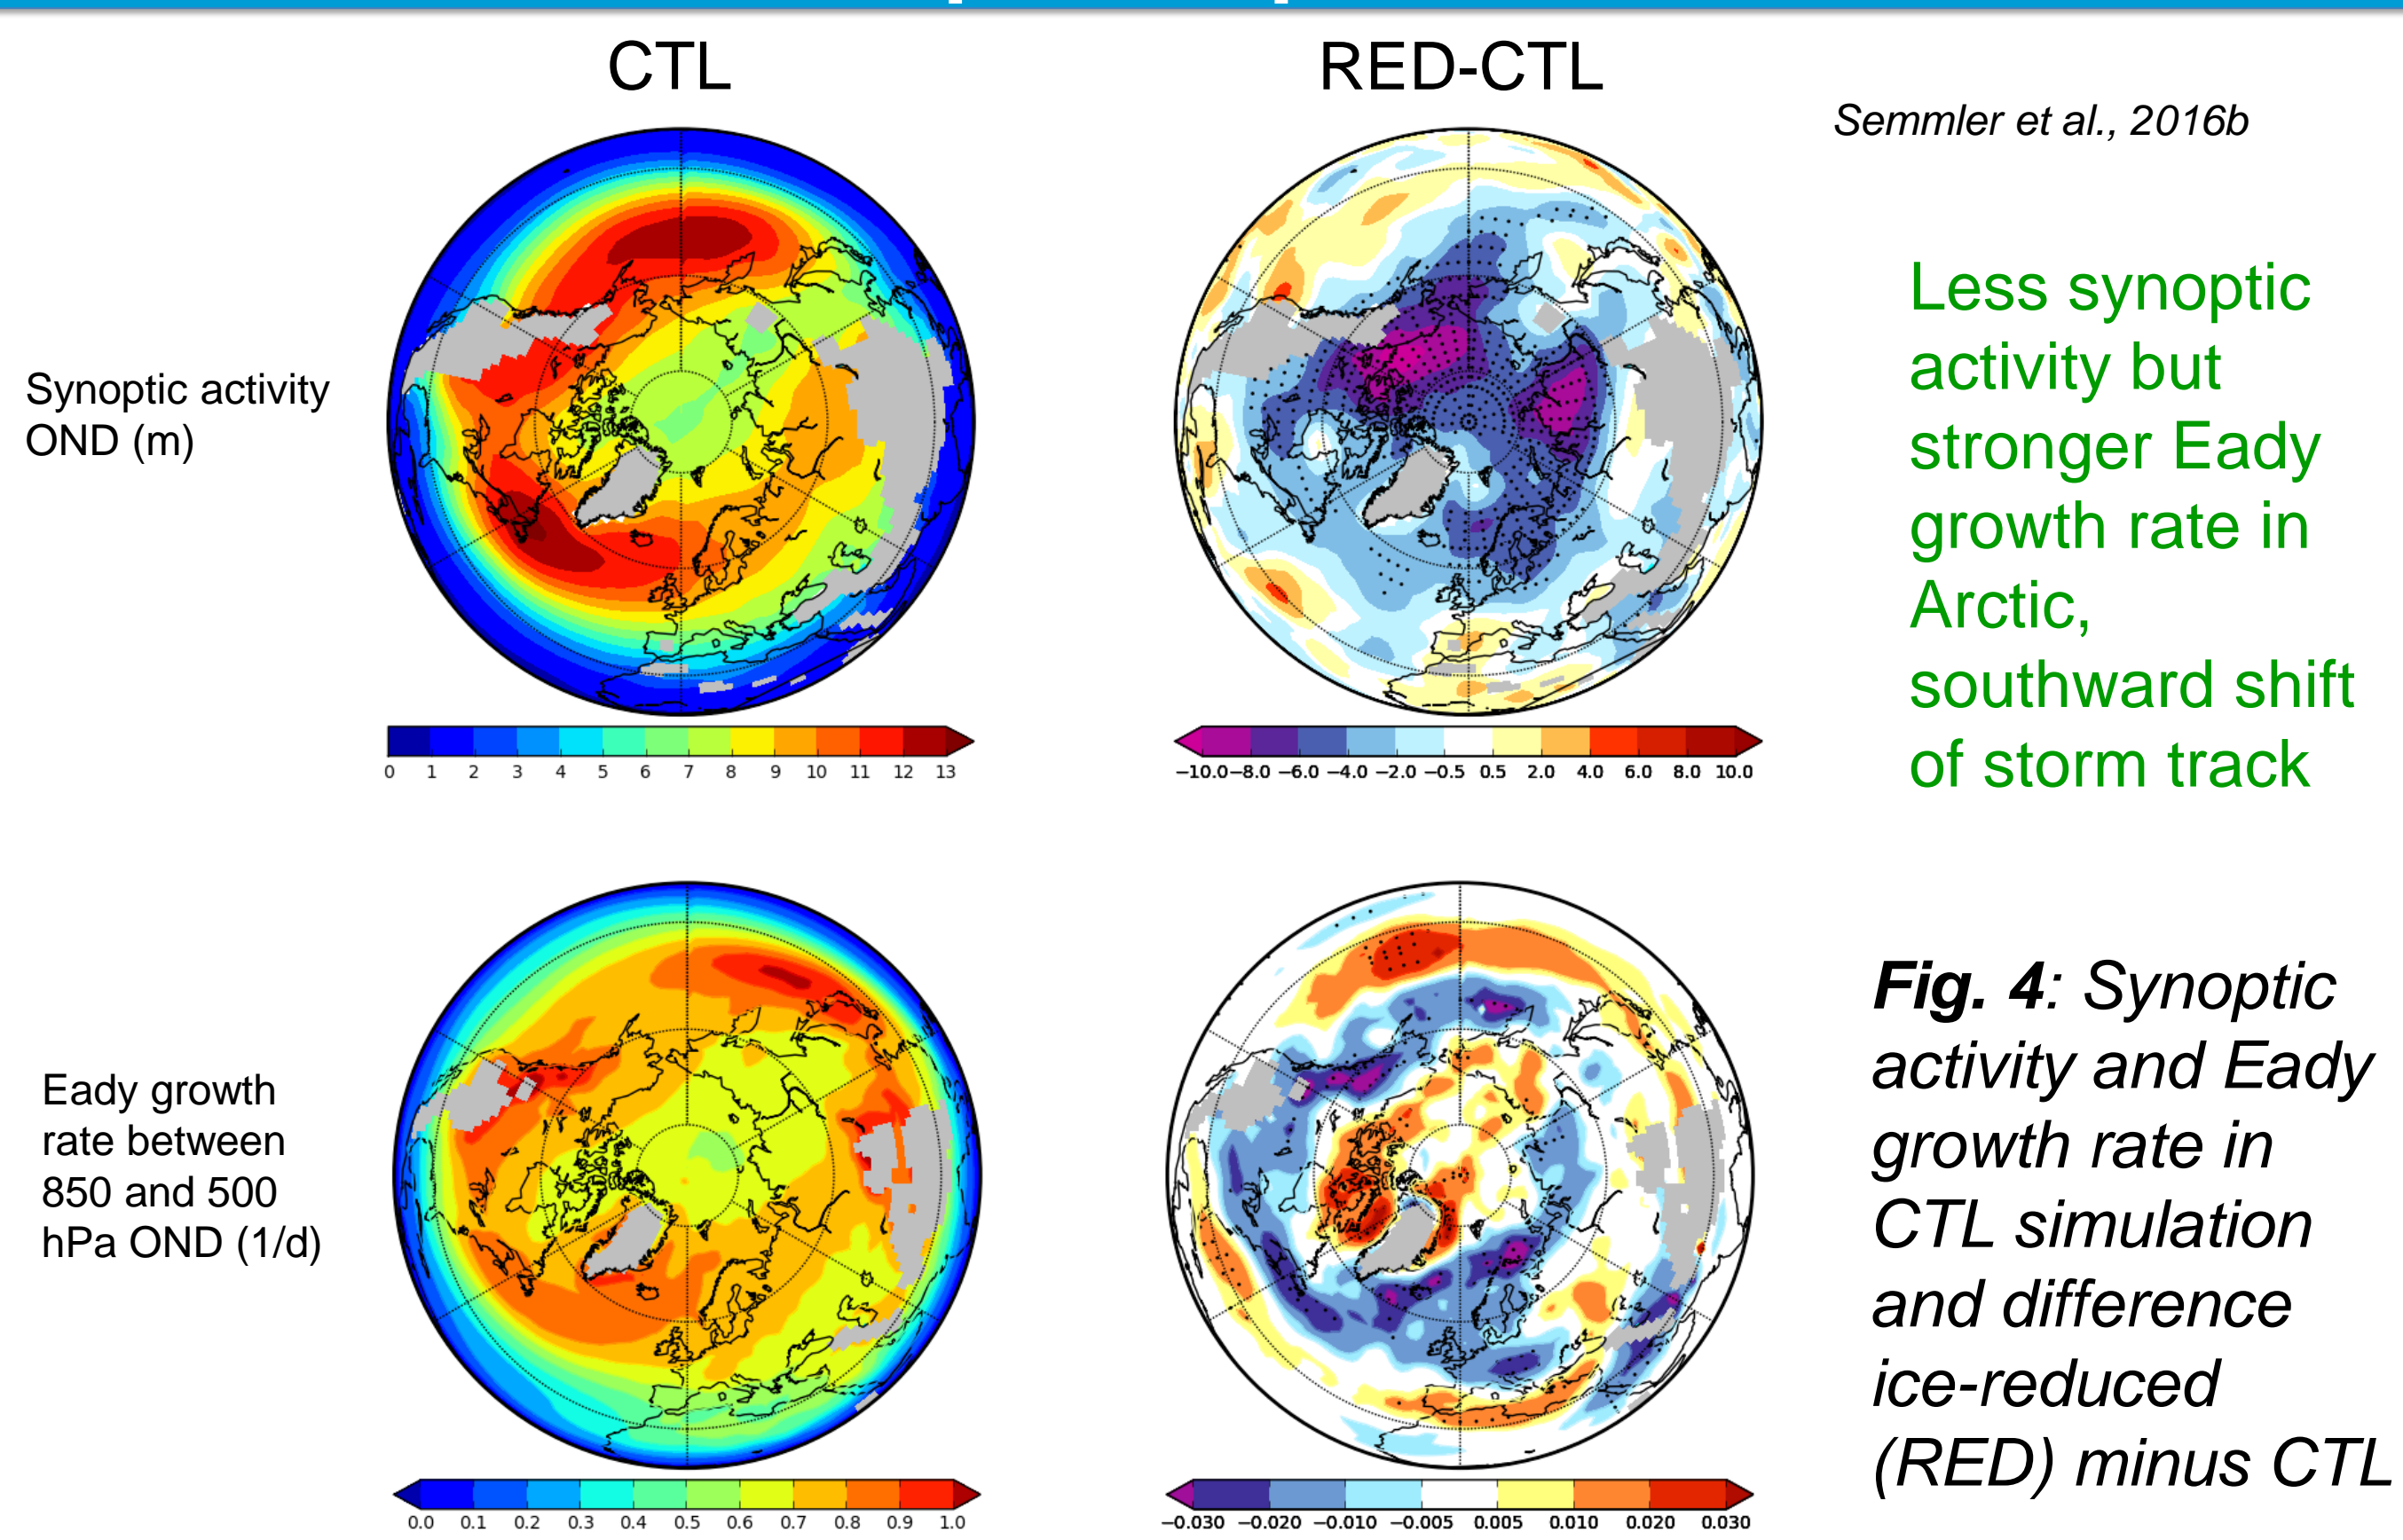 CTL
RED-CTL
Semmler et al., 2016b
Synoptic activity
OND (m)
Less synoptic
activity but
stronger Eady
growth rate in
Arctic,
southward shift
of storm track
0 1 2 3 4 5 6 7 8 9 10 11 12 13
−10.0 −8.0 −6.0 −4.0 −2.0 −0.5 0.5 2.0 4.0 6.0 8.0 10.0
Eady growth
rate between
850 and 500
hPa OND (1/d)
Fig. 4: Synoptic
activity and Eady
growth rate in
CTL simulation
and difference
ice-reduced
(RED) minus CTL
0.0 0.1 0.2 0.3 0.4 0.5 0.6 0.7 0.8 0.9 1.0
−0.030 −0.020 −0.010 −0.005 0.005 0.010 0.020 0.030